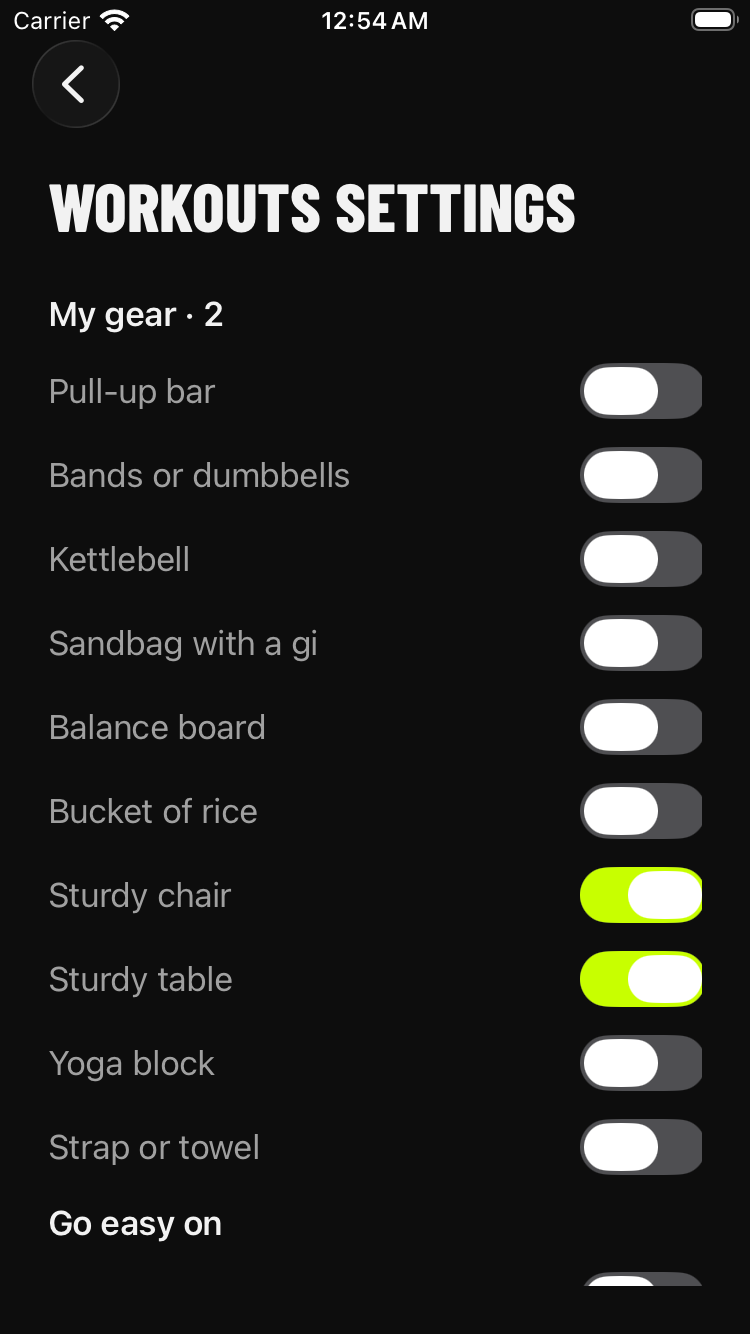 Carrier 12:54 AM
WORKOUTS SETTINGS
My gear · 2
Pull-up bar
Bands or dumbbells
Kettlebell
Sandbag with a gi
Balance board
Bucket of rice
Sturdy chair
Sturdy table
Yoga block
Strap or towel
Go easy on